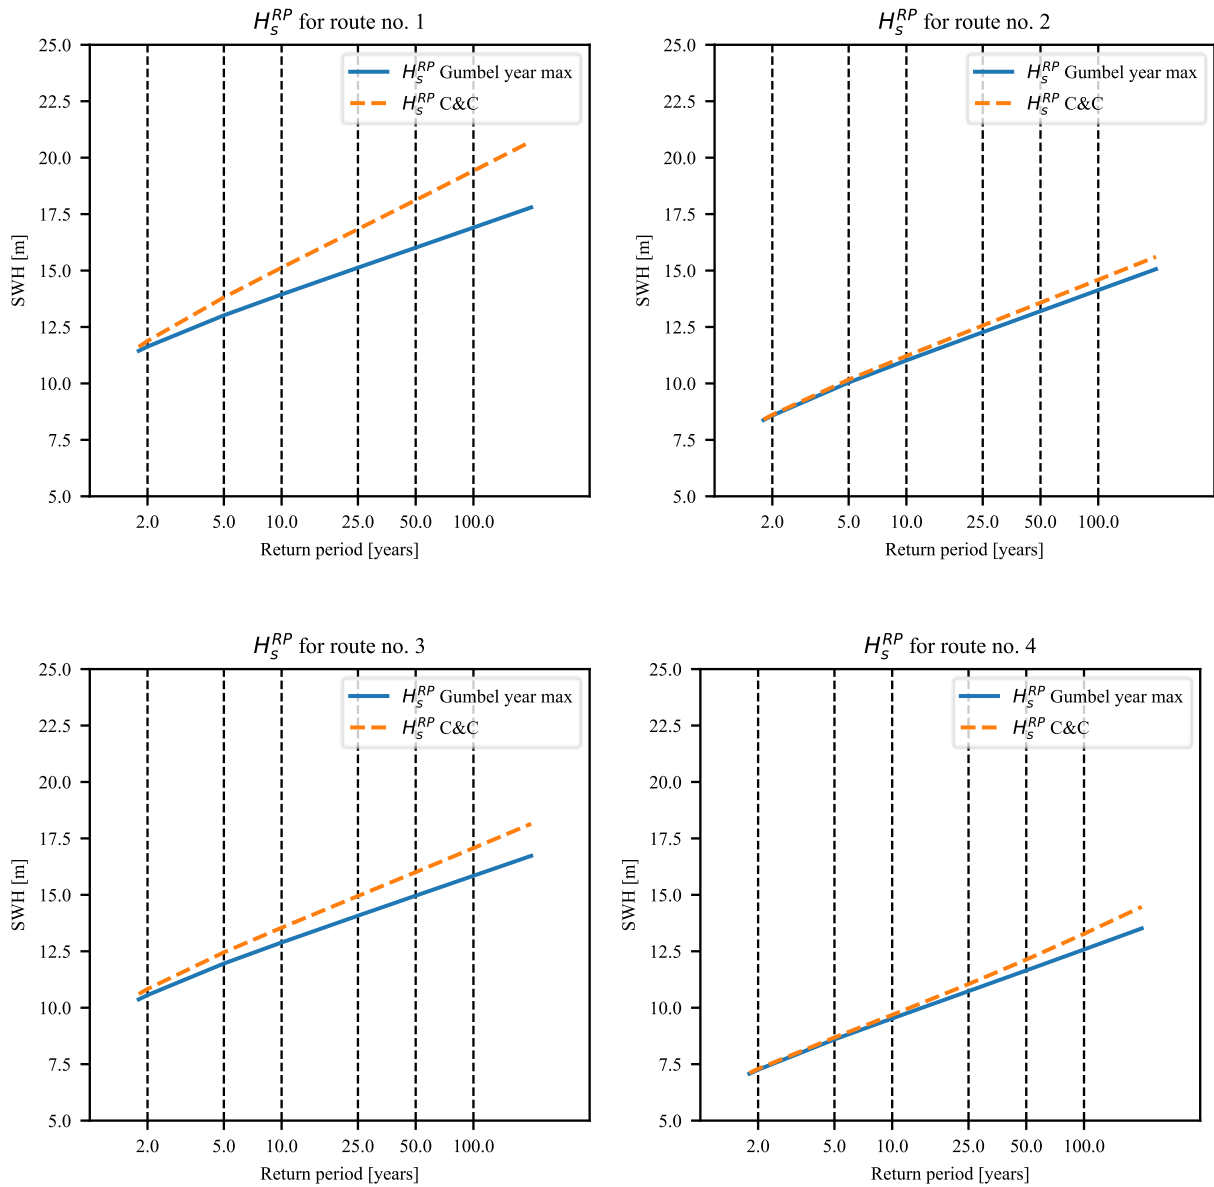 H_s^RP for route no. 1
25.0
22.5
20.0
17.5
15.0
12.5
10.0
7.5
5.0
SWH [m]
H_s^RP Gumbel year max
H_s^RP C&C
2.0 5.0 10.0 25.0 50.0 100.0
Return period [years]
H_s^RP for route no. 2
25.0
22.5
20.0
17.5
15.0
12.5
10.0
7.5
5.0
SWH [m]
H_s^RP Gumbel year max
H_s^RP C&C
2.0 5.0 10.0 25.0 50.0 100.0
Return period [years]
H_s^RP for route no. 3
25.0
22.5
20.0
17.5
15.0
12.5
10.0
7.5
5.0
SWH [m]
H_s^RP Gumbel year max
H_s^RP C&C
2.0 5.0 10.0 25.0 50.0 100.0
Return period [years]
H_s^RP for route no. 4
25.0
22.5
20.0
17.5
15.0
12.5
10.0
7.5
5.0
SWH [m]
H_s^RP Gumbel year max
H_s^RP C&C
2.0 5.0 10.0 25.0 50.0 100.0
Return period [years]